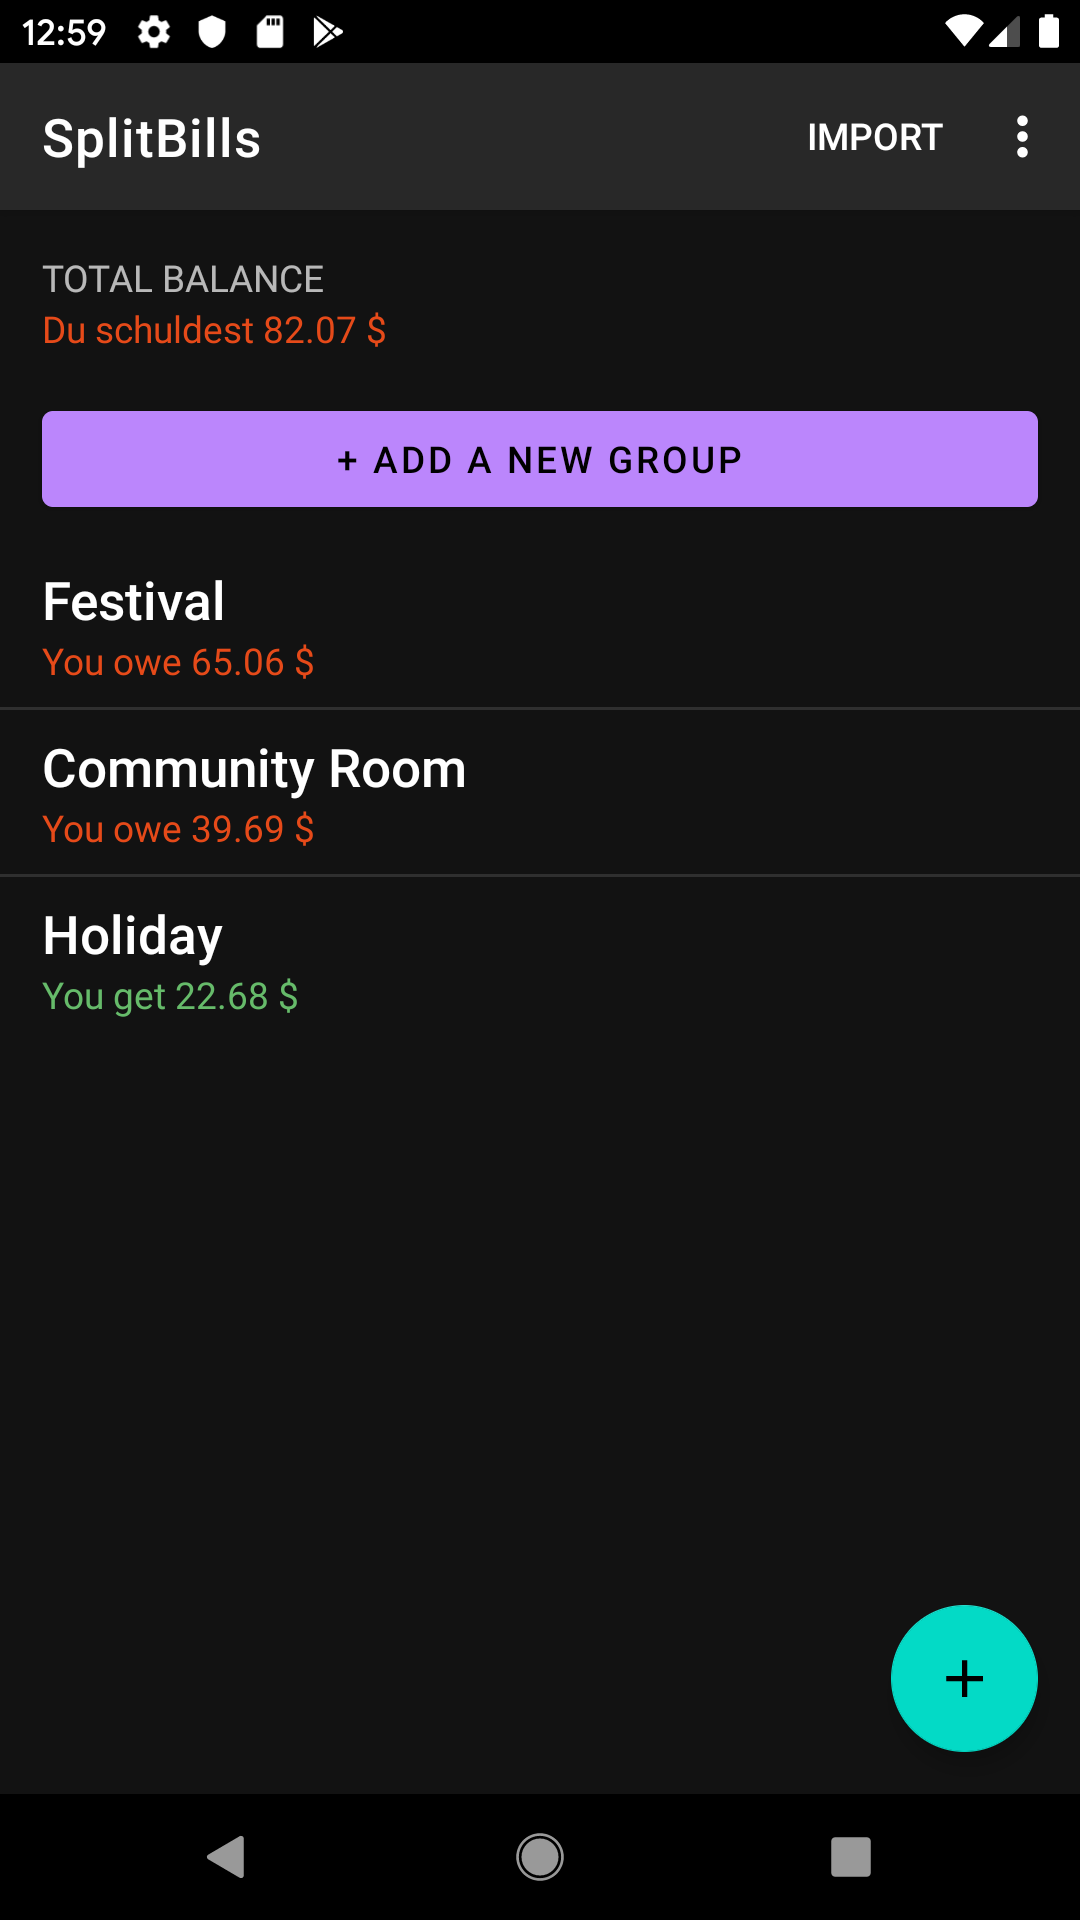 12:59
SplitBills
IMPORT
TOTAL BALANCE
Du schuldest 82.07 $
+ ADD A NEW GROUP
Festival
You owe 65.06 $
Community Room
You owe 39.69 $
Holiday
You get 22.68 $
+